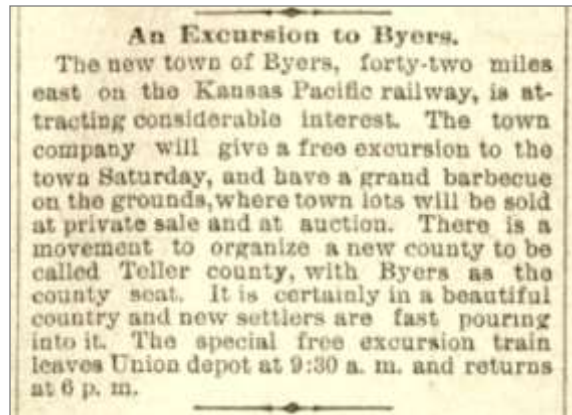 An Excursion to Byers.
The new town of Byers, forty-two miles
east on the Kansas Pacific railway, is at-
tracting considerable interest. The town
company will give a free excursion to the
town Saturday, and have a grand barbecue
on the grounds, where town lots will be sold
at private sale and at auction. There is a
movement to organize a new county to be
called Teller county, with Byers as the
county seat. It is certainly in a beautiful
country and new settlers are fast pouring
into it. The special free excursion train
leaves Union depot at 9:30 a. m. and returns
at 6 p. m.